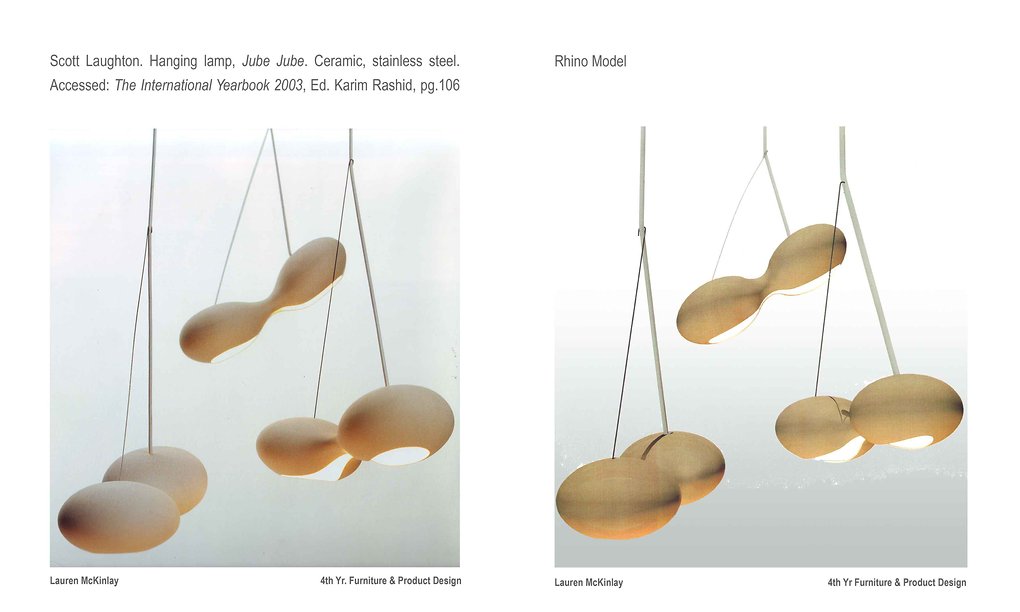 Scott Laughton. Hanging lamp, Jube Jube. Ceramic, stainless steel.
Accessed: The International Yearbook 2003, Ed. Karim Rashid, pg.106
Rhino Model
Lauren McKinlay
4th Yr. Furniture & Product Design
Lauren McKinlay
4th Yr Furniture & Product Design